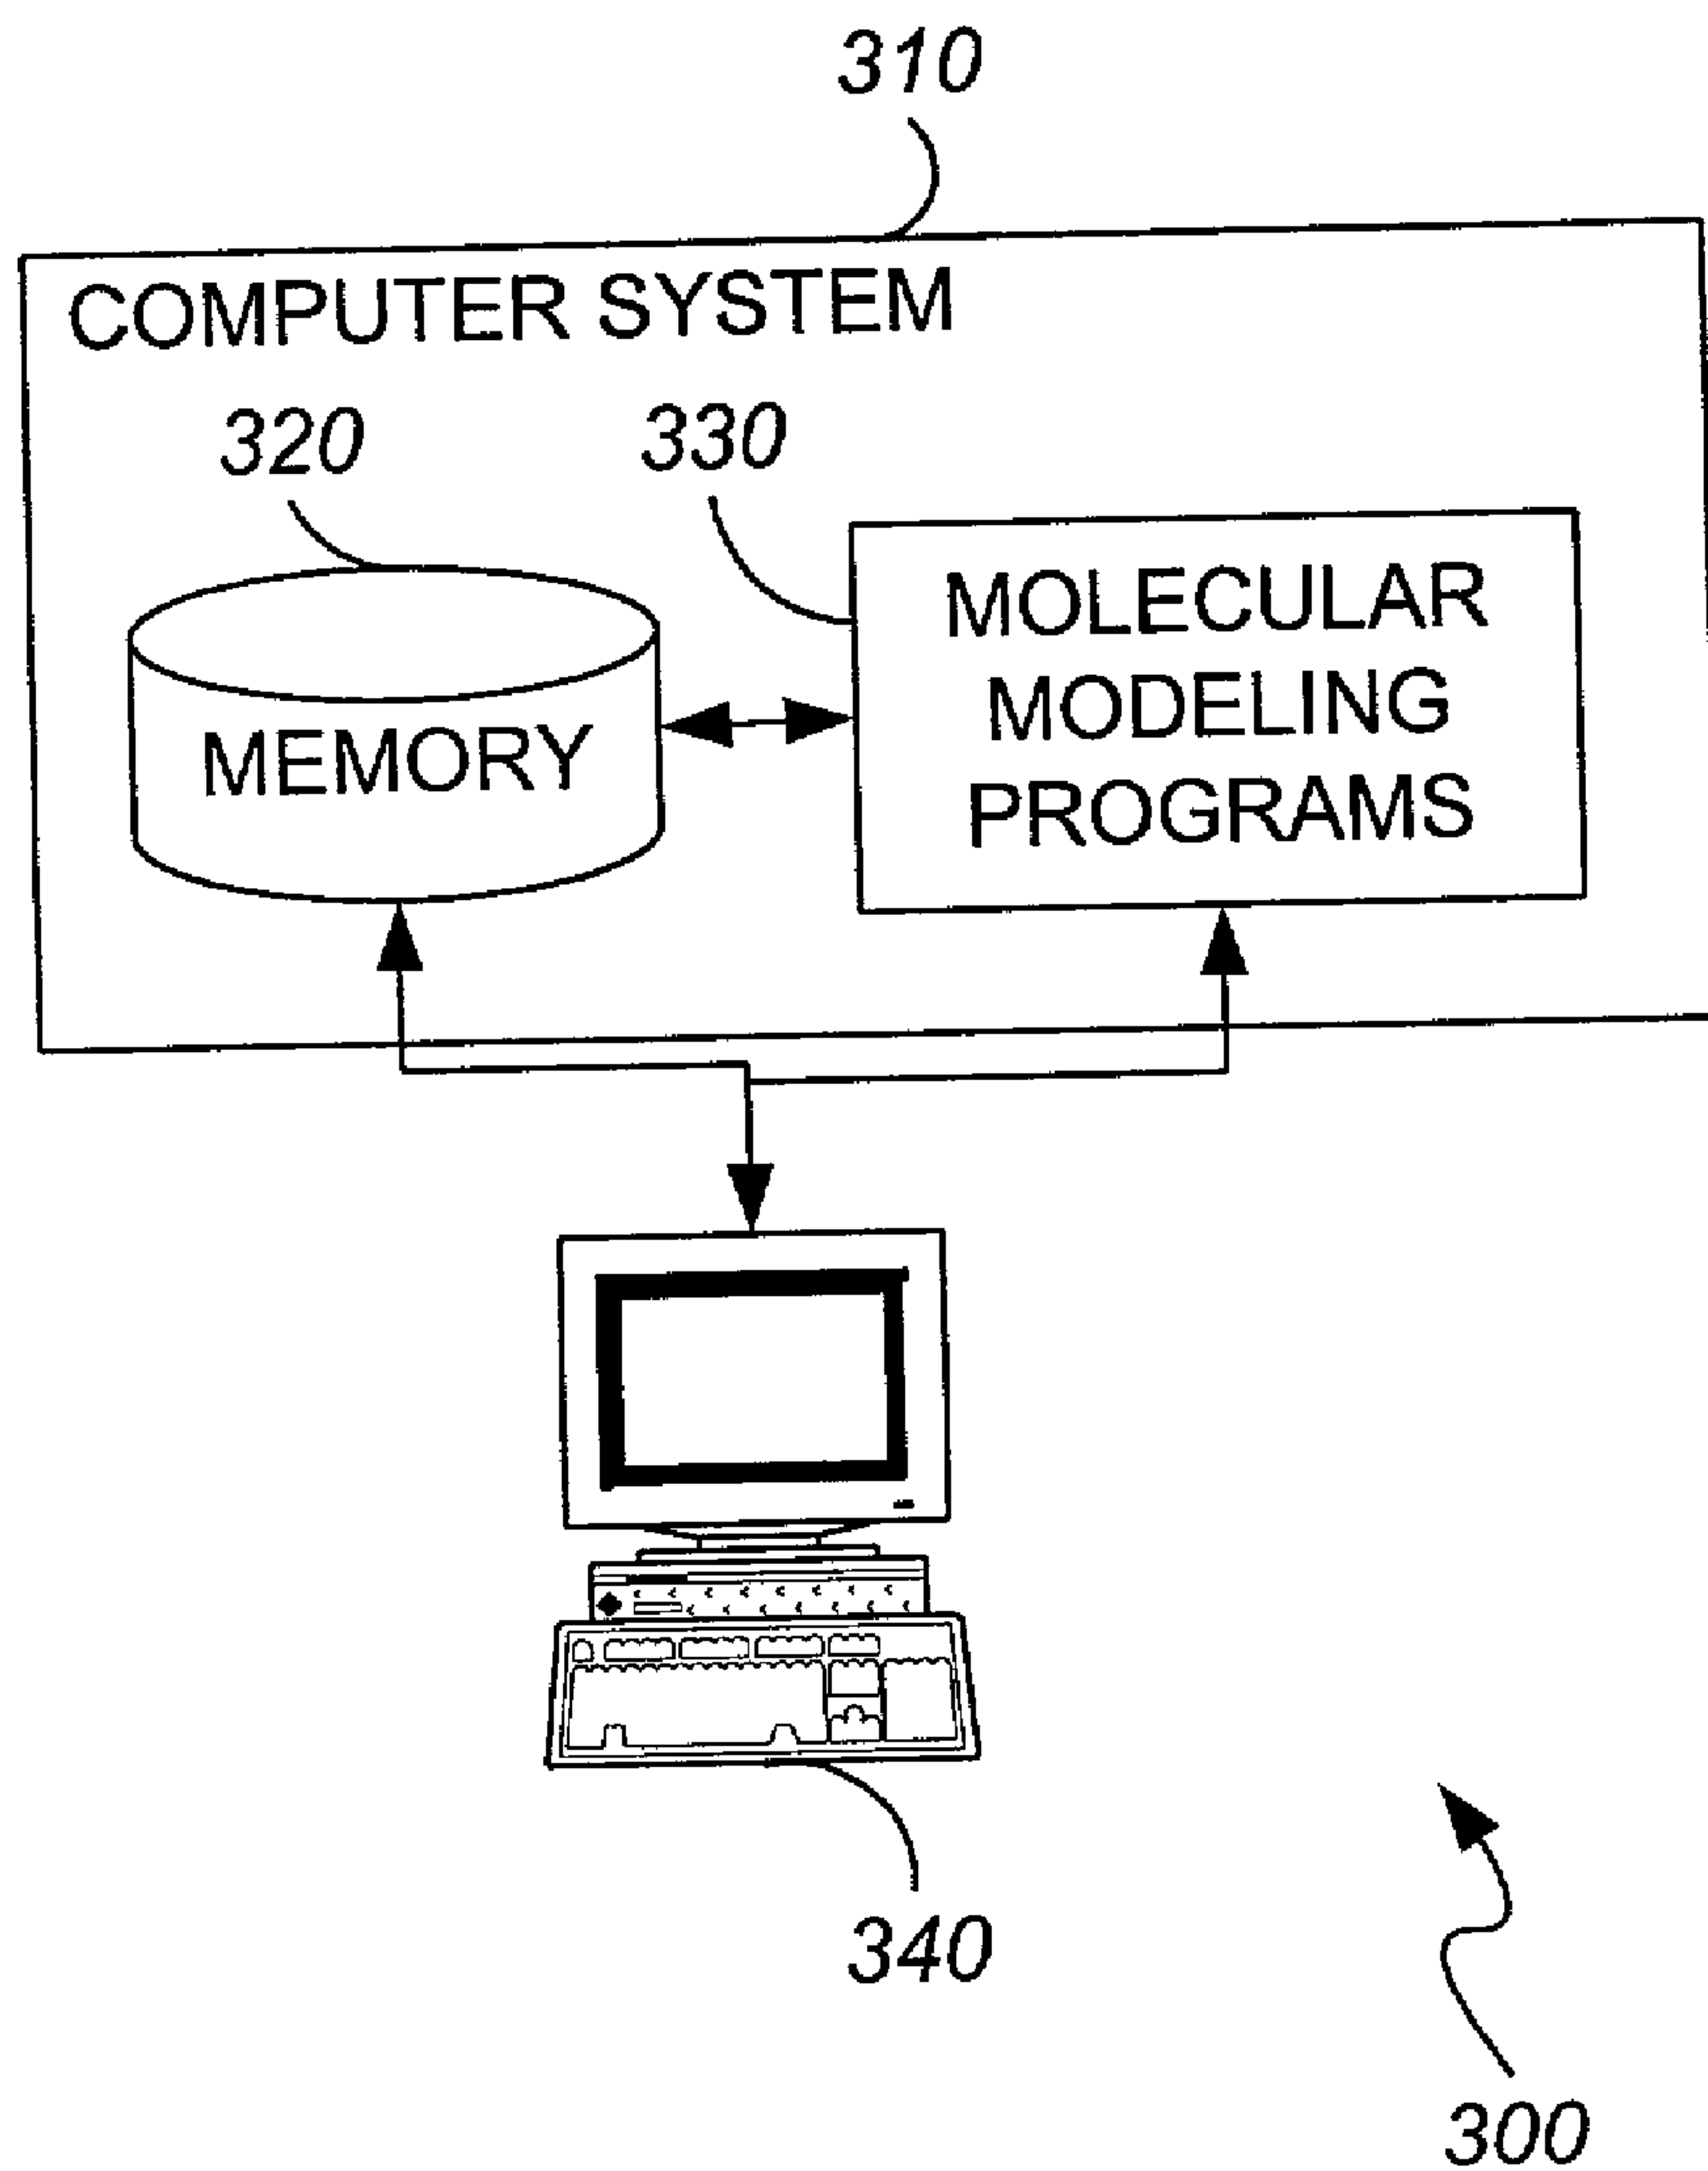 310
COMPUTER SYSTEM
320
330
MEMORY
MOLECULAR
MODELING
PROGRAMS
340
300